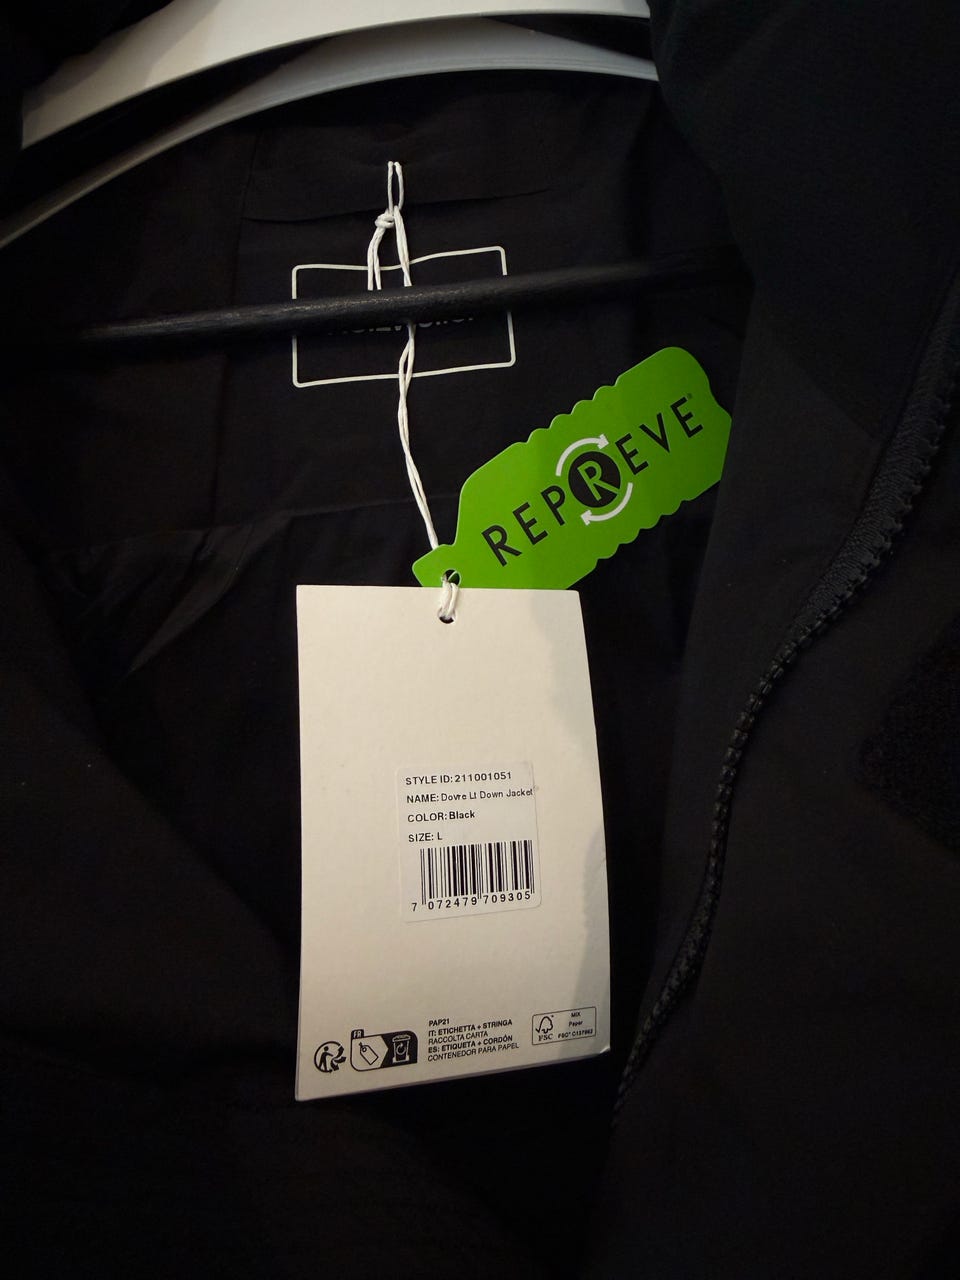 REPREVE®
STYLE ID: 211001051
NAME: Dovre Lt Down Jacket
COLOR: Black
SIZE: L
7 072479 709305
FR
PAP21
IT: ETICHETTA + STRINGA
RACCOLTA CARTA
ES: ETIQUETA + CORDÓN
CONTENEDOR PARA PAPEL
FSC
MIX
Paper